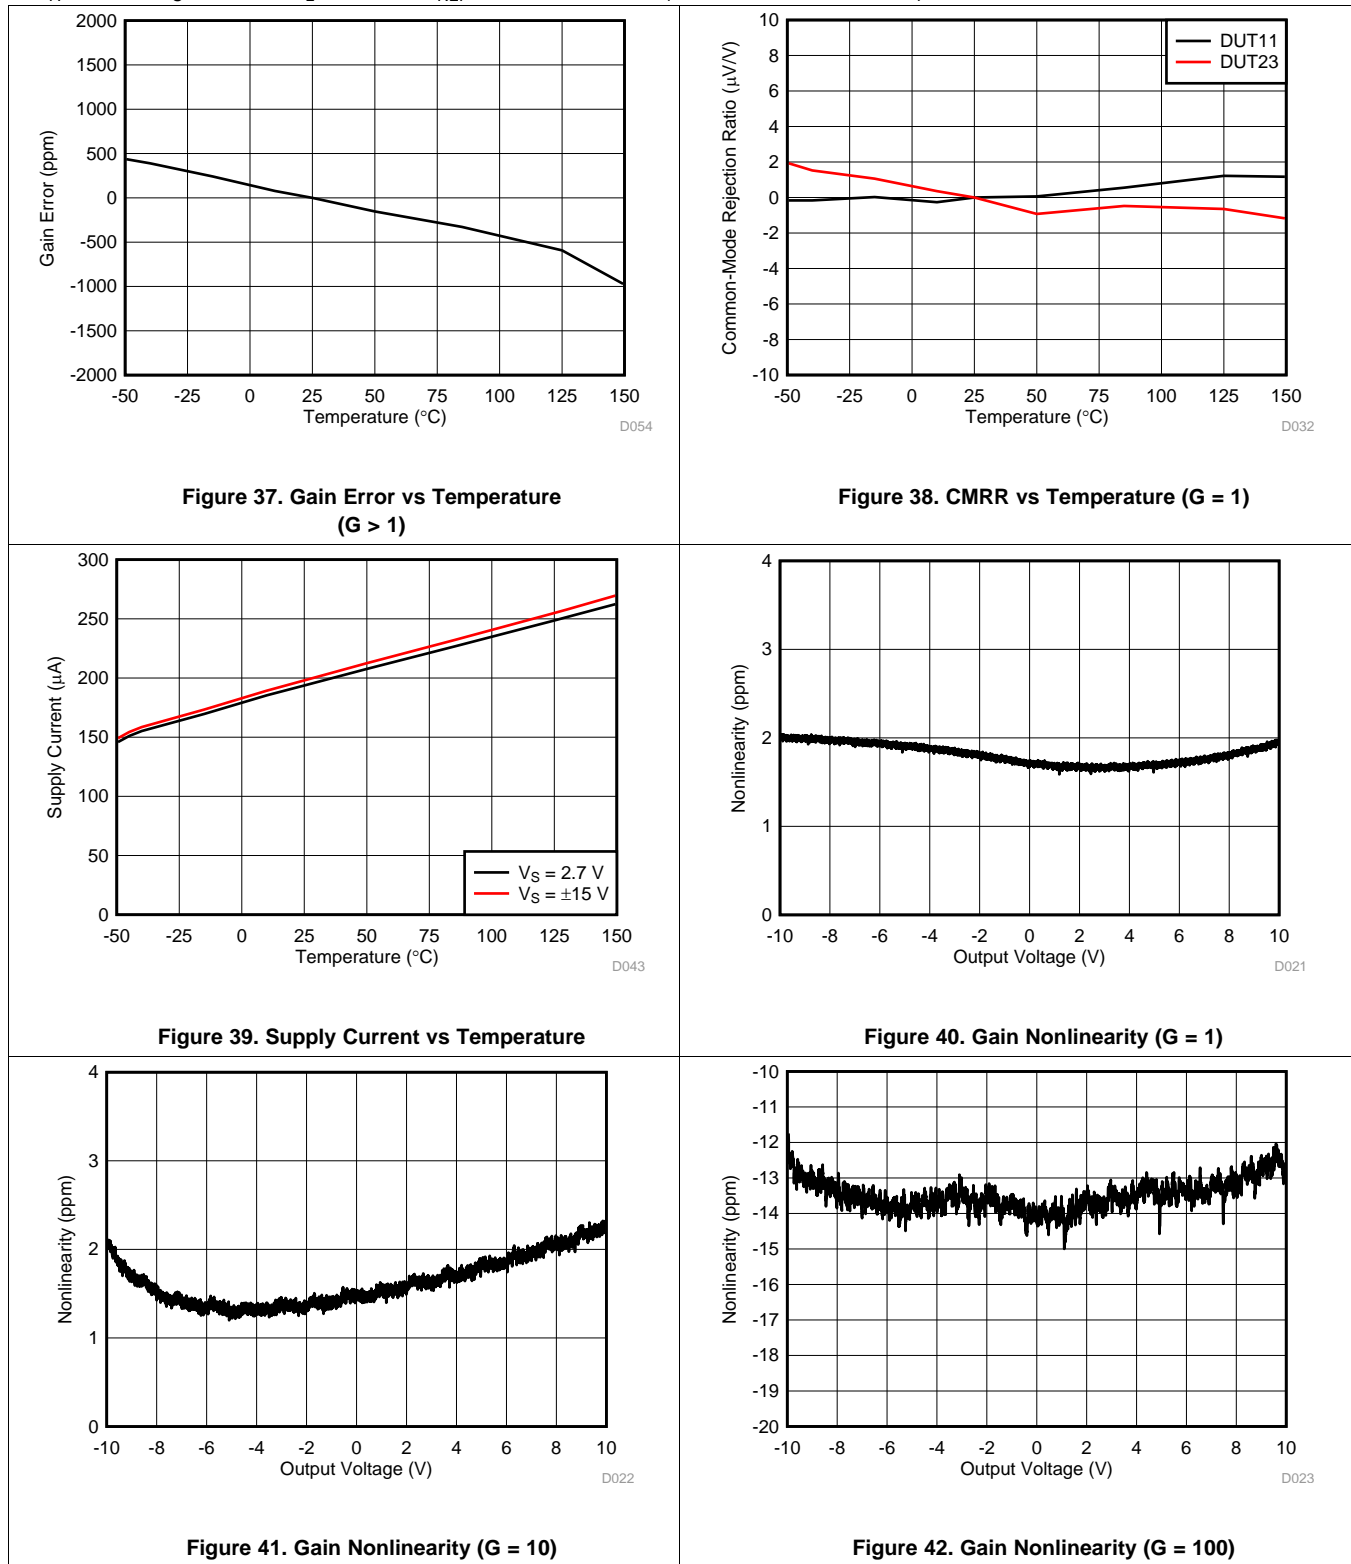 2000
1500
1000
500
0
-500
-1000
-1500
-2000
-50 -25 0 25 50 75 100 125 150
Gain Error (ppm)
Temperature (°C)
D054
Figure 37. Gain Error vs Temperature
(G > 1)
10
8
6
4
2
0
-2
-4
-6
-8
-10
-50 -25 0 25 50 75 100 125 150
Common-Mode Rejection Ratio (µV/V)
Temperature (°C)
DUT11
DUT23
D032
Figure 38. CMRR vs Temperature (G = 1)
300
250
200
150
100
50
0
-50 -25 0 25 50 75 100 125 150
Supply Current (µA)
Temperature (°C)
VS = 2.7 V
VS = ±15 V
D043
Figure 39. Supply Current vs Temperature
4
3
2
1
0
-10 -8 -6 -4 -2 0 2 4 6 8 10
Nonlinearity (ppm)
Output Voltage (V)
D021
Figure 40. Gain Nonlinearity (G = 1)
4
3
2
1
0
-10 -8 -6 -4 -2 0 2 4 6 8 10
Nonlinearity (ppm)
Output Voltage (V)
D022
Figure 41. Gain Nonlinearity (G = 10)
-10
-11
-12
-13
-14
-15
-16
-17
-18
-19
-20
-10 -8 -6 -4 -2 0 2 4 6 8 10
Nonlinearity (ppm)
Output Voltage (V)
D023
Figure 42. Gain Nonlinearity (G = 100)